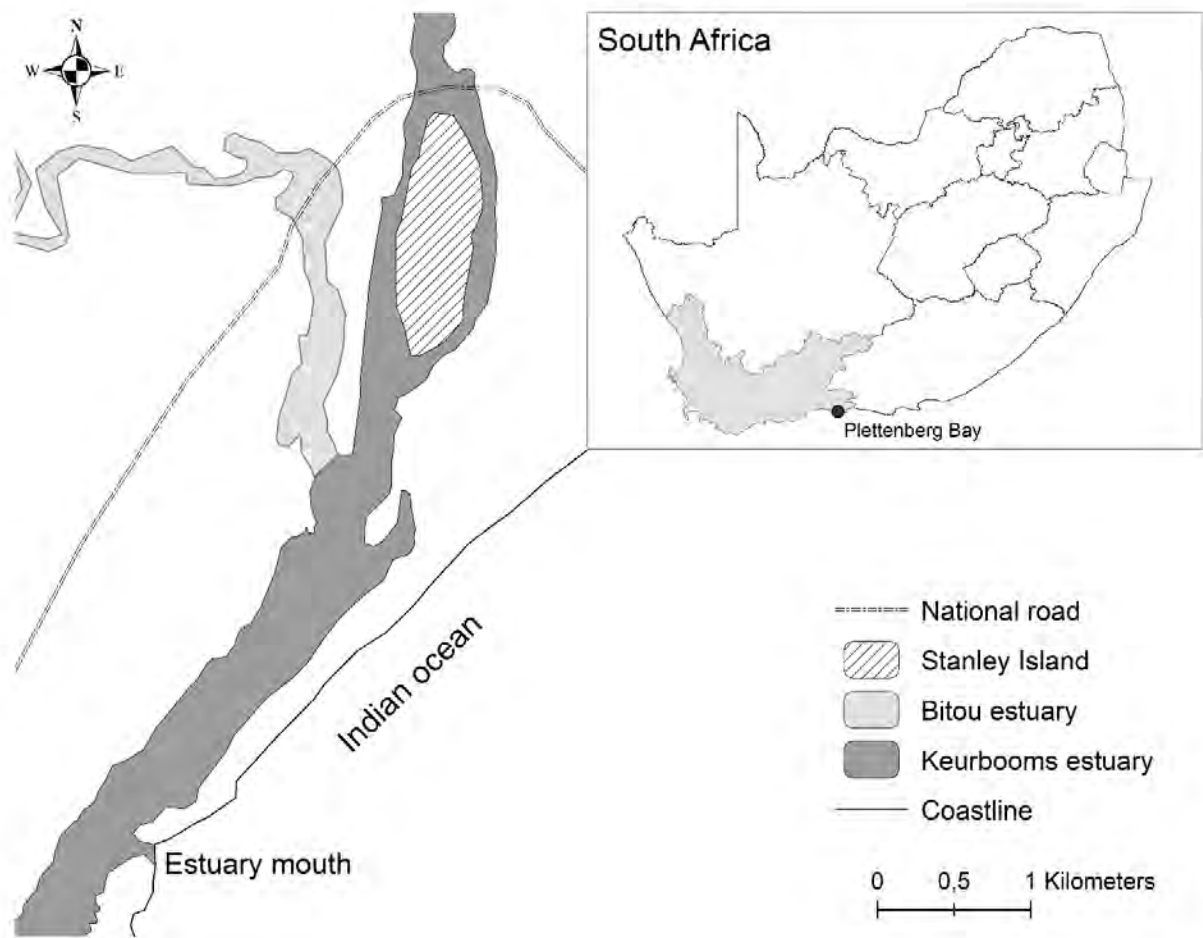 N
W E
S
South Africa
Plettenberg Bay
Indian ocean
National road
Stanley Island
Bitou estuary
Keurbooms estuary
Coastline
Estuary mouth
0 0,5 1 Kilometers